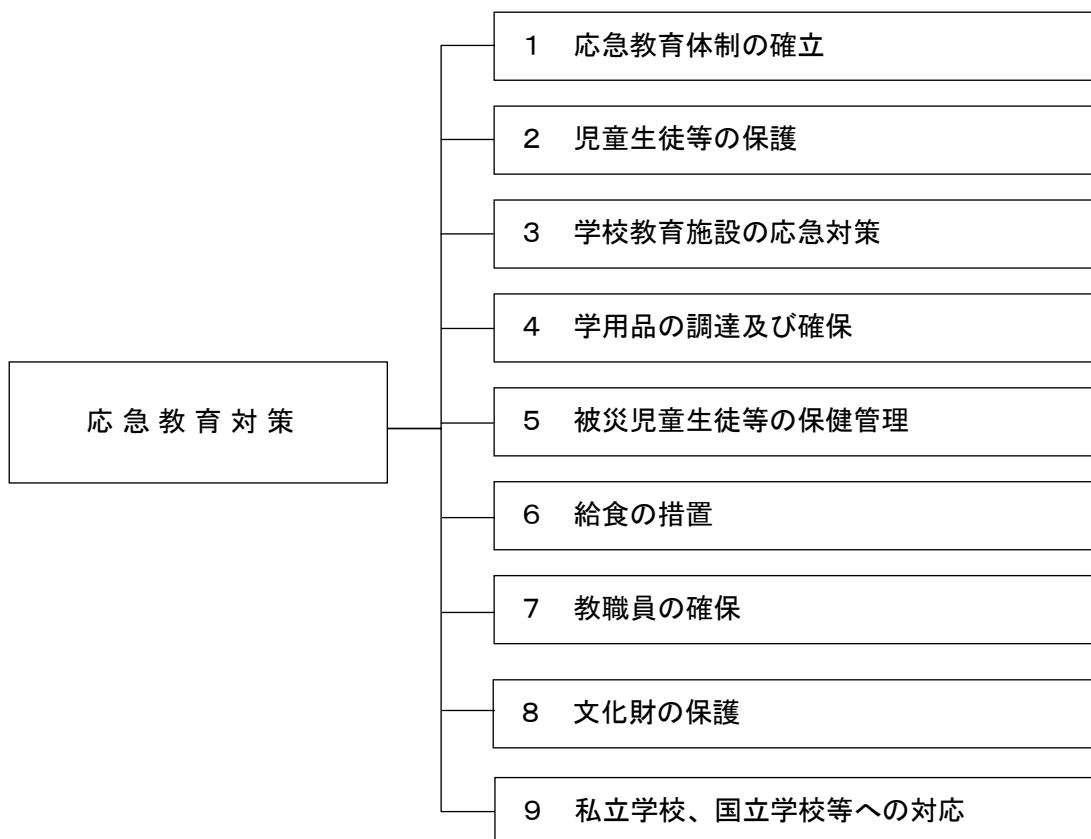 応急教育対策
１　応急教育体制の確立
２　児童生徒等の保護
３　学校教育施設の応急対策
４　学用品の調達及び確保
５　被災児童生徒等の保健管理
６　給食の措置
７　教職員の確保
８　文化財の保護
９　私立学校、国立学校等への対応